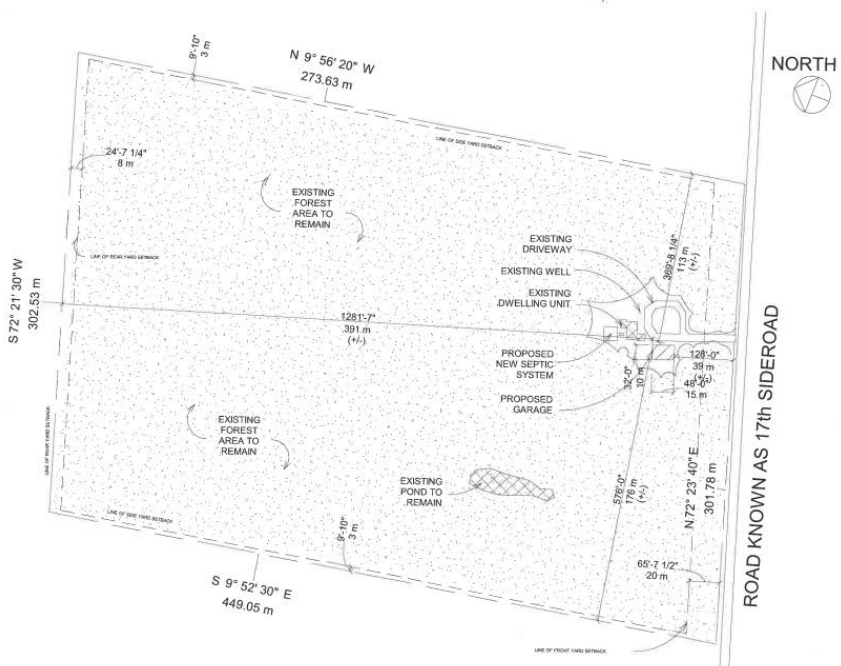 NORTH
9'-10"
3 m
N 9° 56' 20" W
273.63 m
LINE OF SIDE YARD SETBACK
24'-7 1/4"
8 m
EXISTING
FOREST
AREA TO
REMAIN
369'-8 1/4"
113 m
(+/-)
EXISTING
DRIVEWAY
EXISTING WELL
EXISTING
DWELLING UNIT
LINE OF REAR YARD SETBACK
S 72° 21' 30" W
302.53 m
1281'-7"
391 m
(+/-)
PROPOSED
NEW SEPTIC
SYSTEM
PROPOSED
GARAGE
32'-0"
10 m
128'-0"
39 m
(+/-)
48'-0"
15 m
ROAD KNOWN AS 17th SIDEROAD
EXISTING
FOREST
AREA TO
REMAIN
LINE OF REAR YARD SETBACK
EXISTING
POND TO
REMAIN
576'-0"
176 m
(+/-)
N 72° 23' 40" E
301.78 m
LINE OF SIDE YARD SETBACK
9'-10"
3 m
65'-7 1/2"
20 m
S 9° 52' 30" E
449.05 m
LINE OF FRONT YARD SETBACK